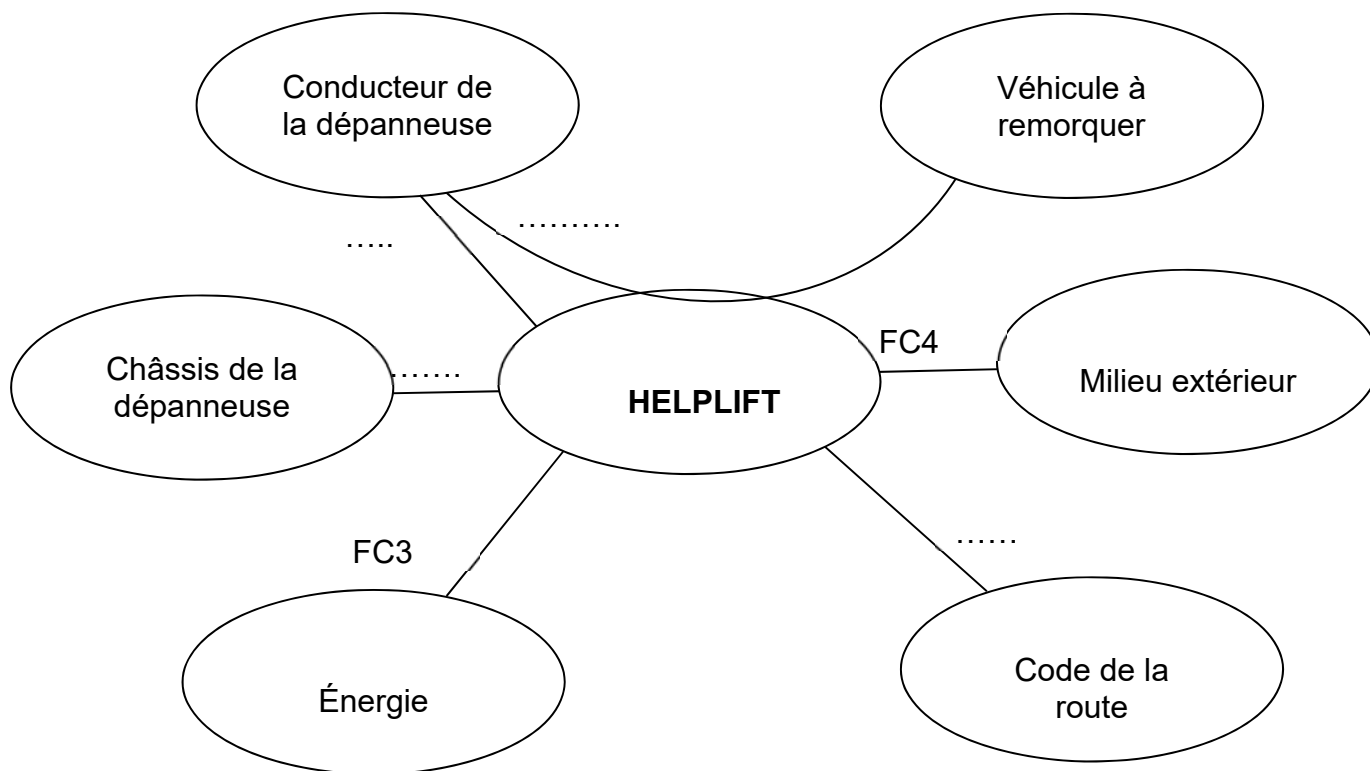 Conducteur de
la dépanneuse
Véhicule à
remorquer
..........
.....
FC4
Châssis de la
dépanneuse
.......
HELPLIFT
Milieu extérieur
FC3
......
Énergie
Code de la
route